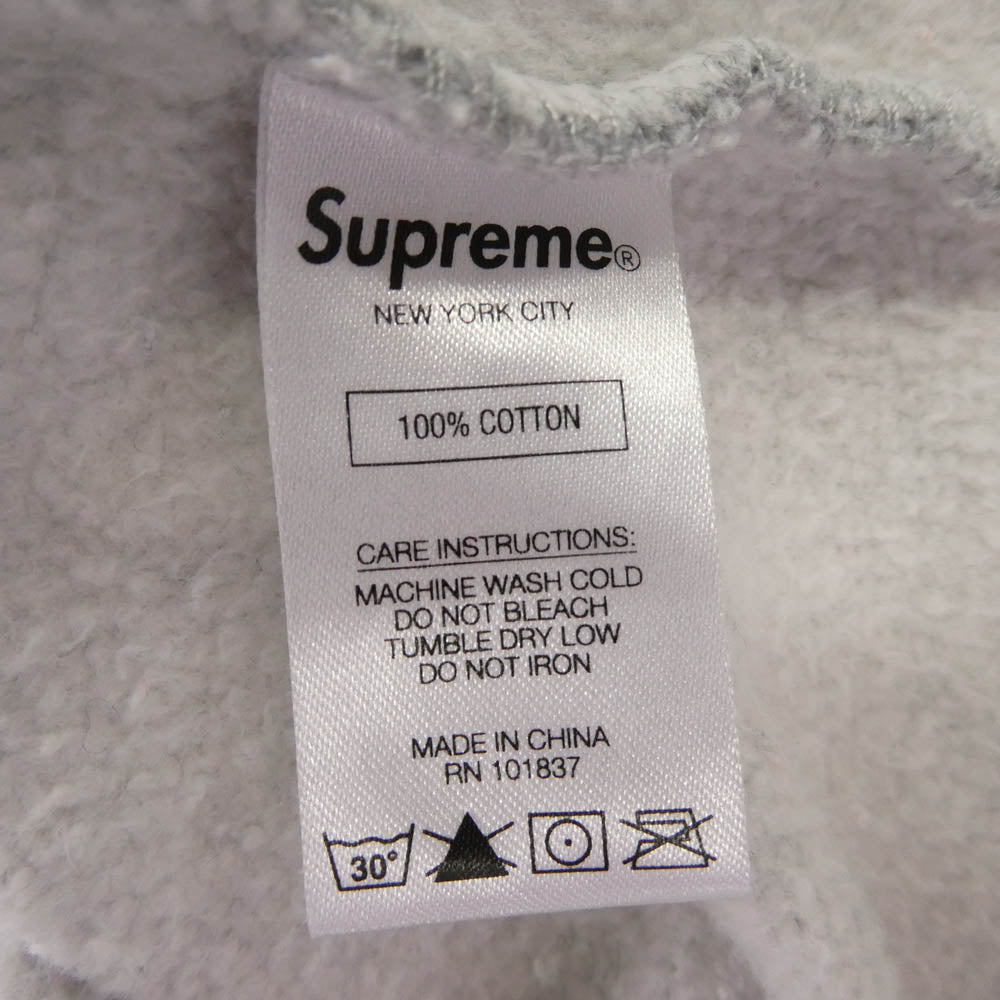 Supreme®
NEW YORK CITY
100% COTTON
CARE INSTRUCTIONS:
MACHINE WASH COLD
DO NOT BLEACH
TUMBLE DRY LOW
DO NOT IRON
MADE IN CHINA
RN 101837
30°